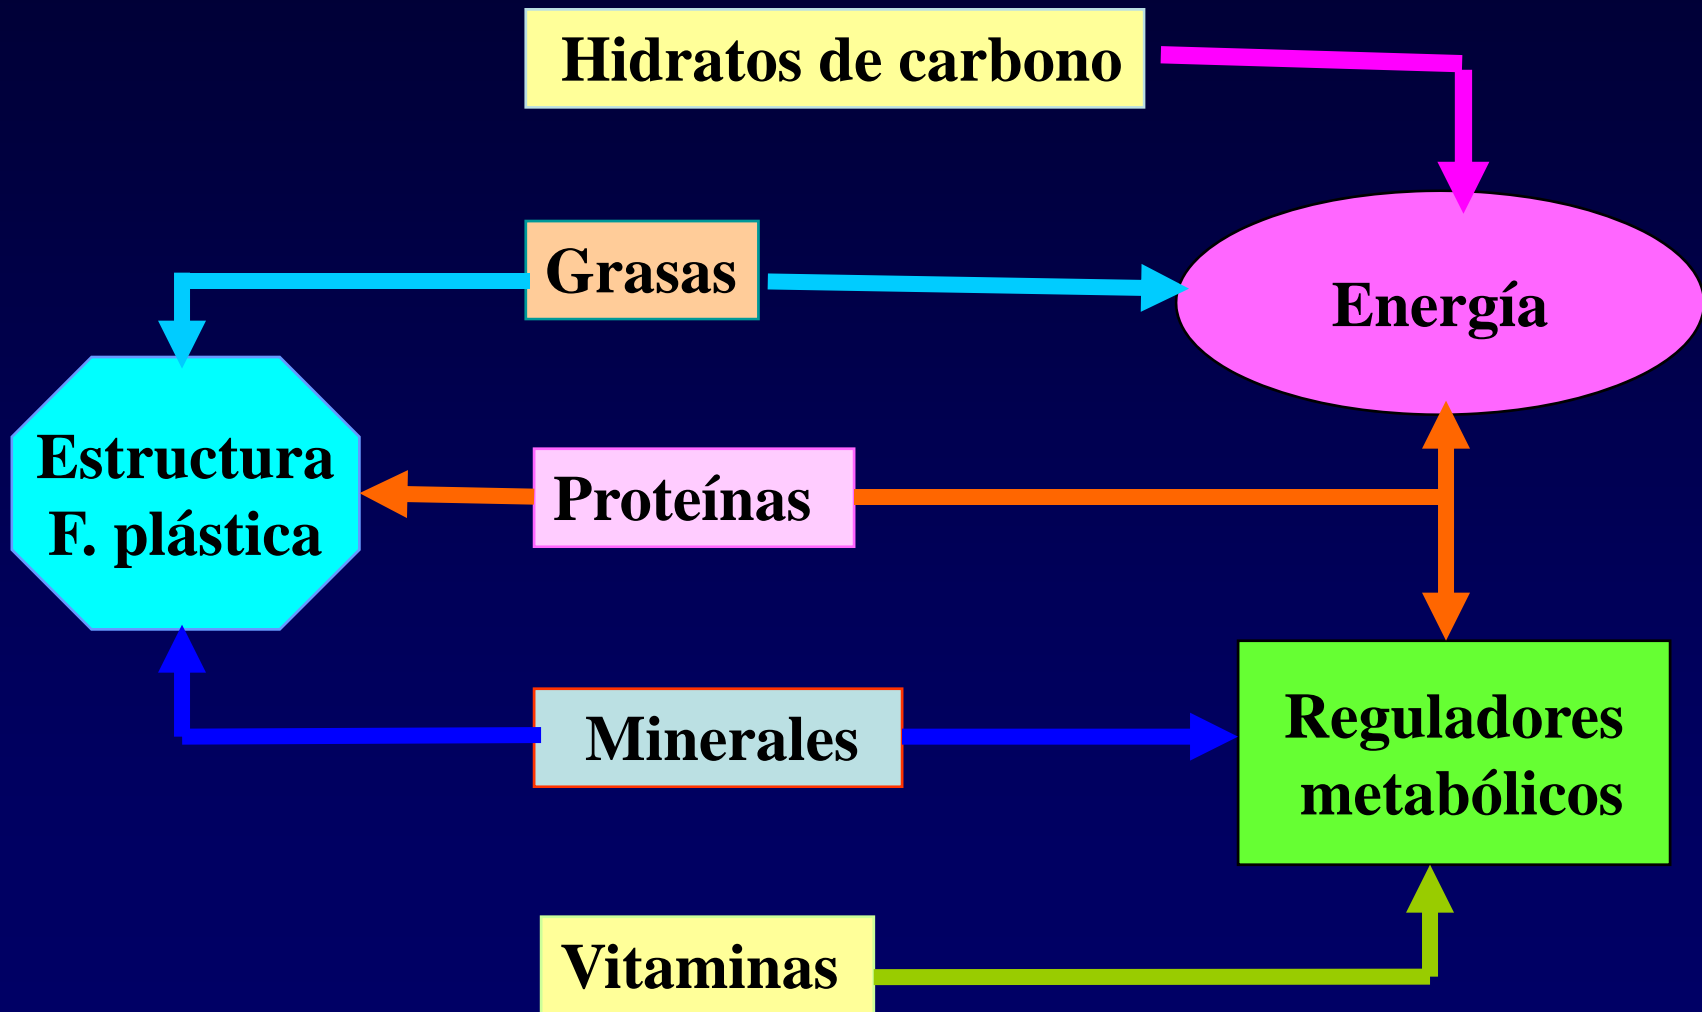 Hidratos de carbono
Grasas
Energía
Estructura
F. plástica
Proteínas
Minerales
Reguladores
metabólicos
Vitaminas